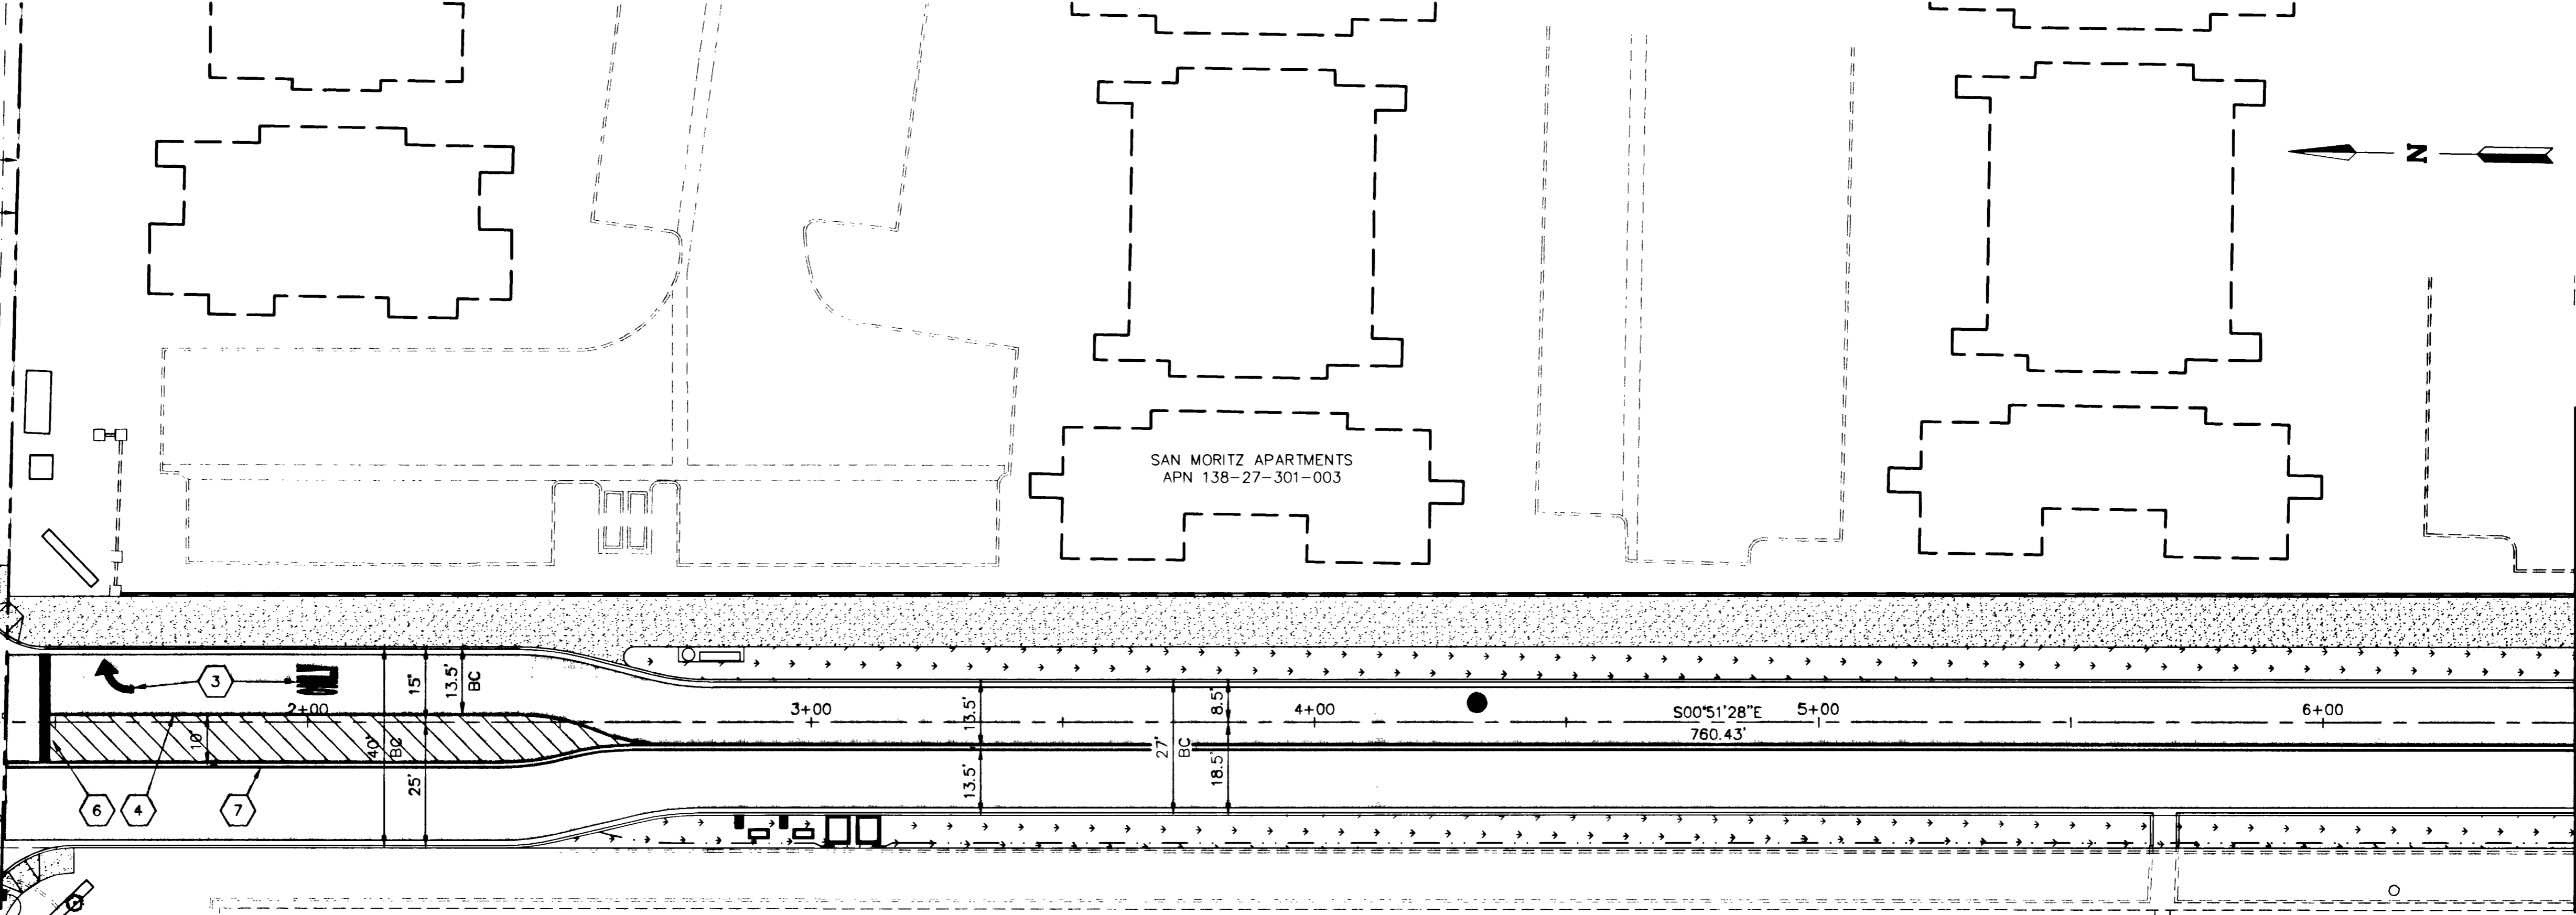 N
SAN MORITZ APARTMENTS
APN 138-27-301-003
3
15'
13.5'
BC
2+00
10'
40'
BC
25'
6
4
7
13.5'
13.5'
27'
BC
8.5'
18.5'
3+00
4+00
S00°51'28"E
760.43'
5+00
6+00